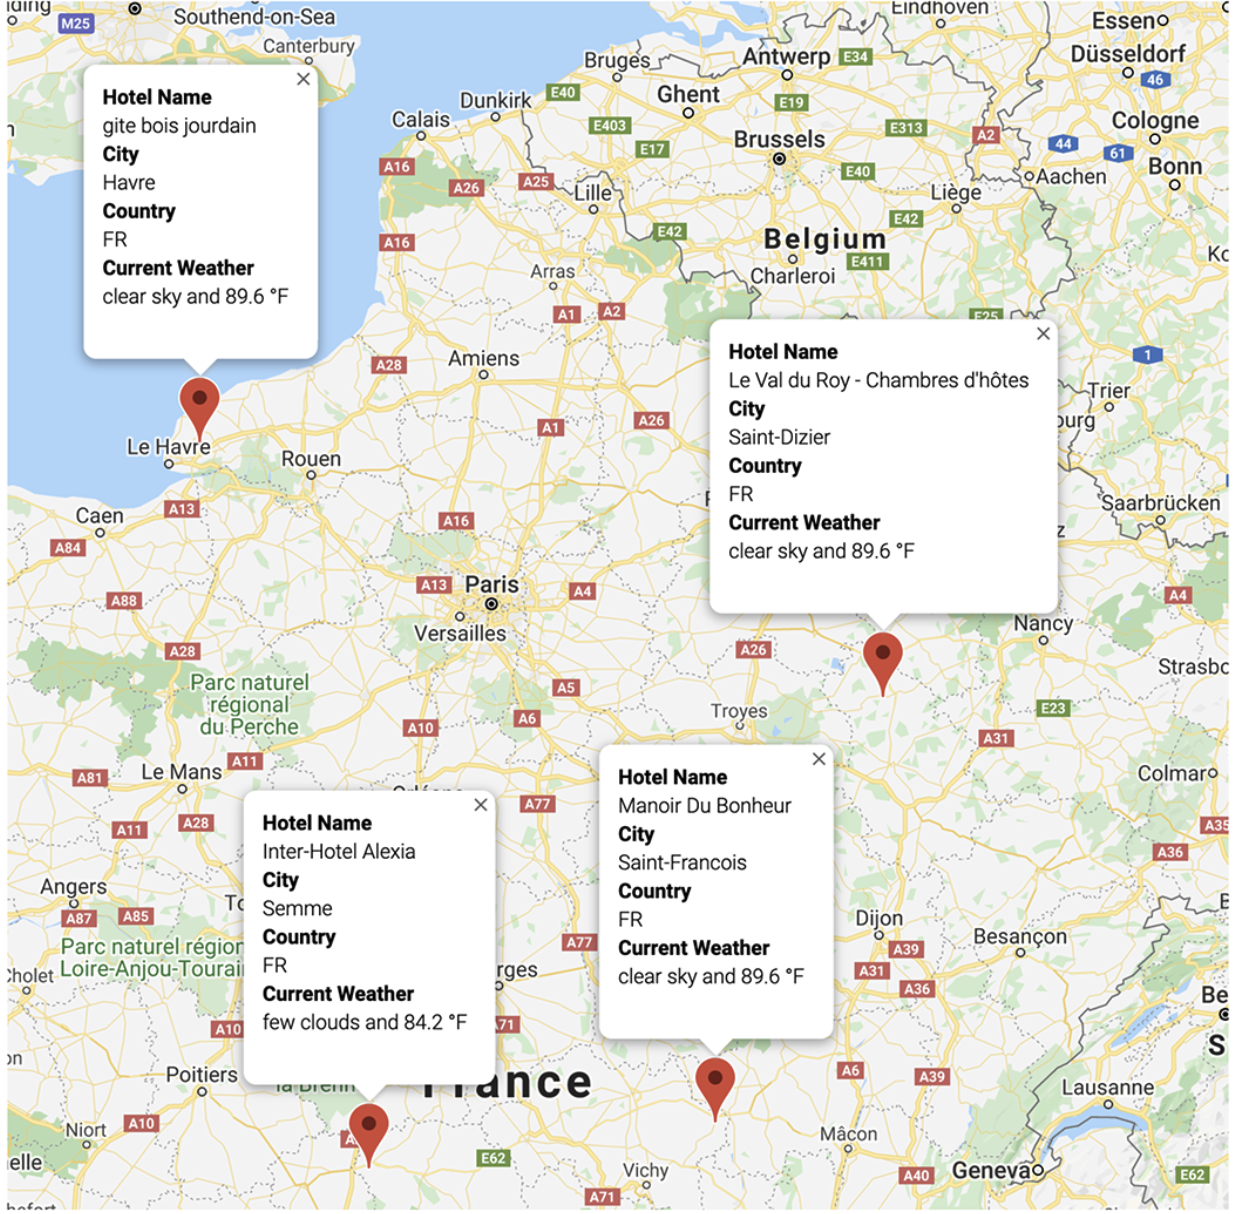 M25
Southend-on-Sea
Canterbury
Bruges
Antwerp
E34
Eindhoven
Essen
Düsseldorf
46
Dunkirk
E40
Ghent
E19
Calais
E403
E17
Brussels
E313
A2
44
61
Cologne
Bonn
A16
A26
A25
Lille
E40
Liège
Aachen
E42
E42
A16
Belgium
E411
Charleroi
Arras
A1
A2
E25
Hotel Name
gite bois jourdain
City
Havre
Country
FR
Current Weather
clear sky and 89.6 °F
A28
Amiens
1
Trier
A1
A26
Hotel Name
Le Val du Roy - Chambres d'hôtes
City
Saint-Dizier
Country
FR
Current Weather
clear sky and 89.6 °F
Le Havre
Rouen
Saarbrücken
A13
Caen
A84
A16
Paris
A13
A4
A4
A88
Versailles
Nancy
A28
A26
Strasbo
Parc naturel
régional
du Perche
A5
Troyes
E23
A10
A6
A31
A11
Le Mans
A81
Colmar
A77
A11
A28
A35
A36
Hotel Name
Inter-Hotel Alexia
City
Semme
Country
FR
Current Weather
few clouds and 84.2 °F
Hotel Name
Manoir Du Bonheur
City
Saint-Francois
Country
FR
Current Weather
clear sky and 89.6 °F
Angers
A87
A85
Parc naturel région
Loire-Anjou-Tourai
Cholet
Dijon
A39
Besançon
A77
A31
A36
rges
A10
A71
Poitiers
la Brenn
France
A6
A39
Lausanne
A10
Niort
elle
E62
Vichy
Mâcon
A71
A40
Geneva
E62